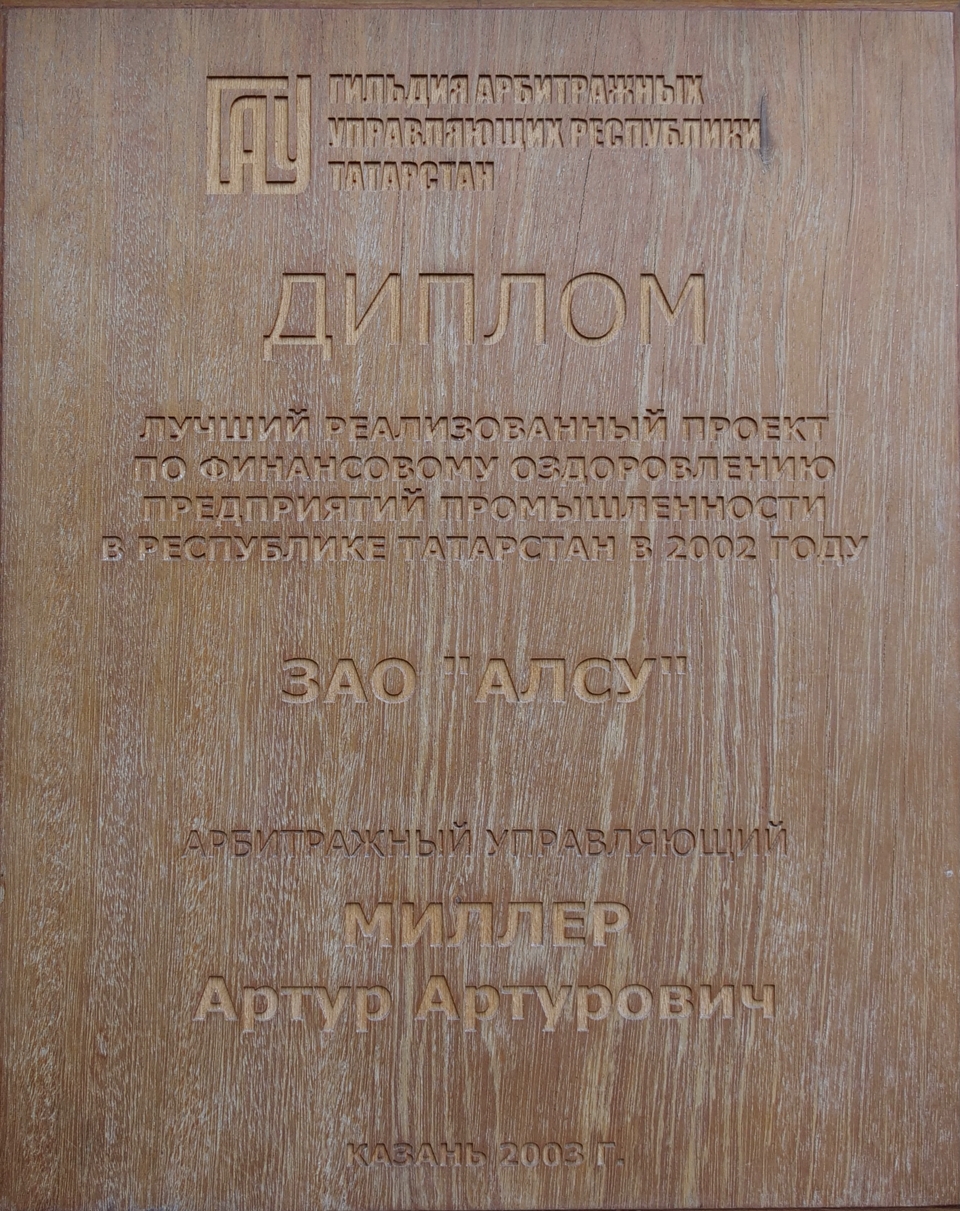 ГАУ
ГИЛЬДИЯ АРБИТРАЖНЫХ
УПРАВЛЯЮЩИХ РЕСПУБЛИКИ
ТАТАРСТАН
ДИПЛОМ
ЛУЧШИЙ РЕАЛИЗОВАННЫЙ ПРОЕКТ
ПО ФИНАНСОВОМУ ОЗДОРОВЛЕНИЮ
ПРЕДПРИЯТИЙ ПРОМЫШЛЕННОСТИ
В РЕСПУБЛИКЕ ТАТАРСТАН В 2002 ГОДУ
ЗАО "АЛСУ"
АРБИТРАЖНЫЙ УПРАВЛЯЮЩИЙ
МИЛЛЕР
Артур Артурович
КАЗАНЬ 2003 Г.